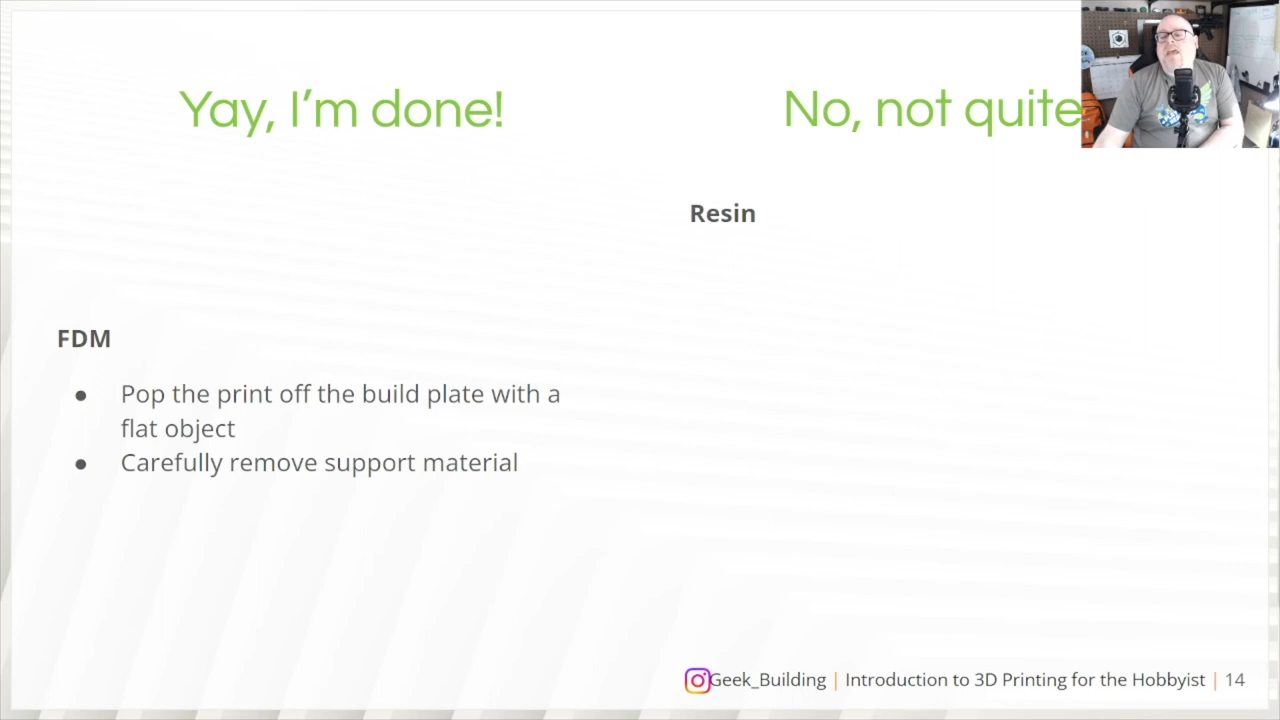 Yay, I'm done!
No, not quite
Resin
FDM
● Pop the print off the build plate with a
flat object
● Carefully remove support material
Geek_Building | Introduction to 3D Printing for the Hobbyist | 14